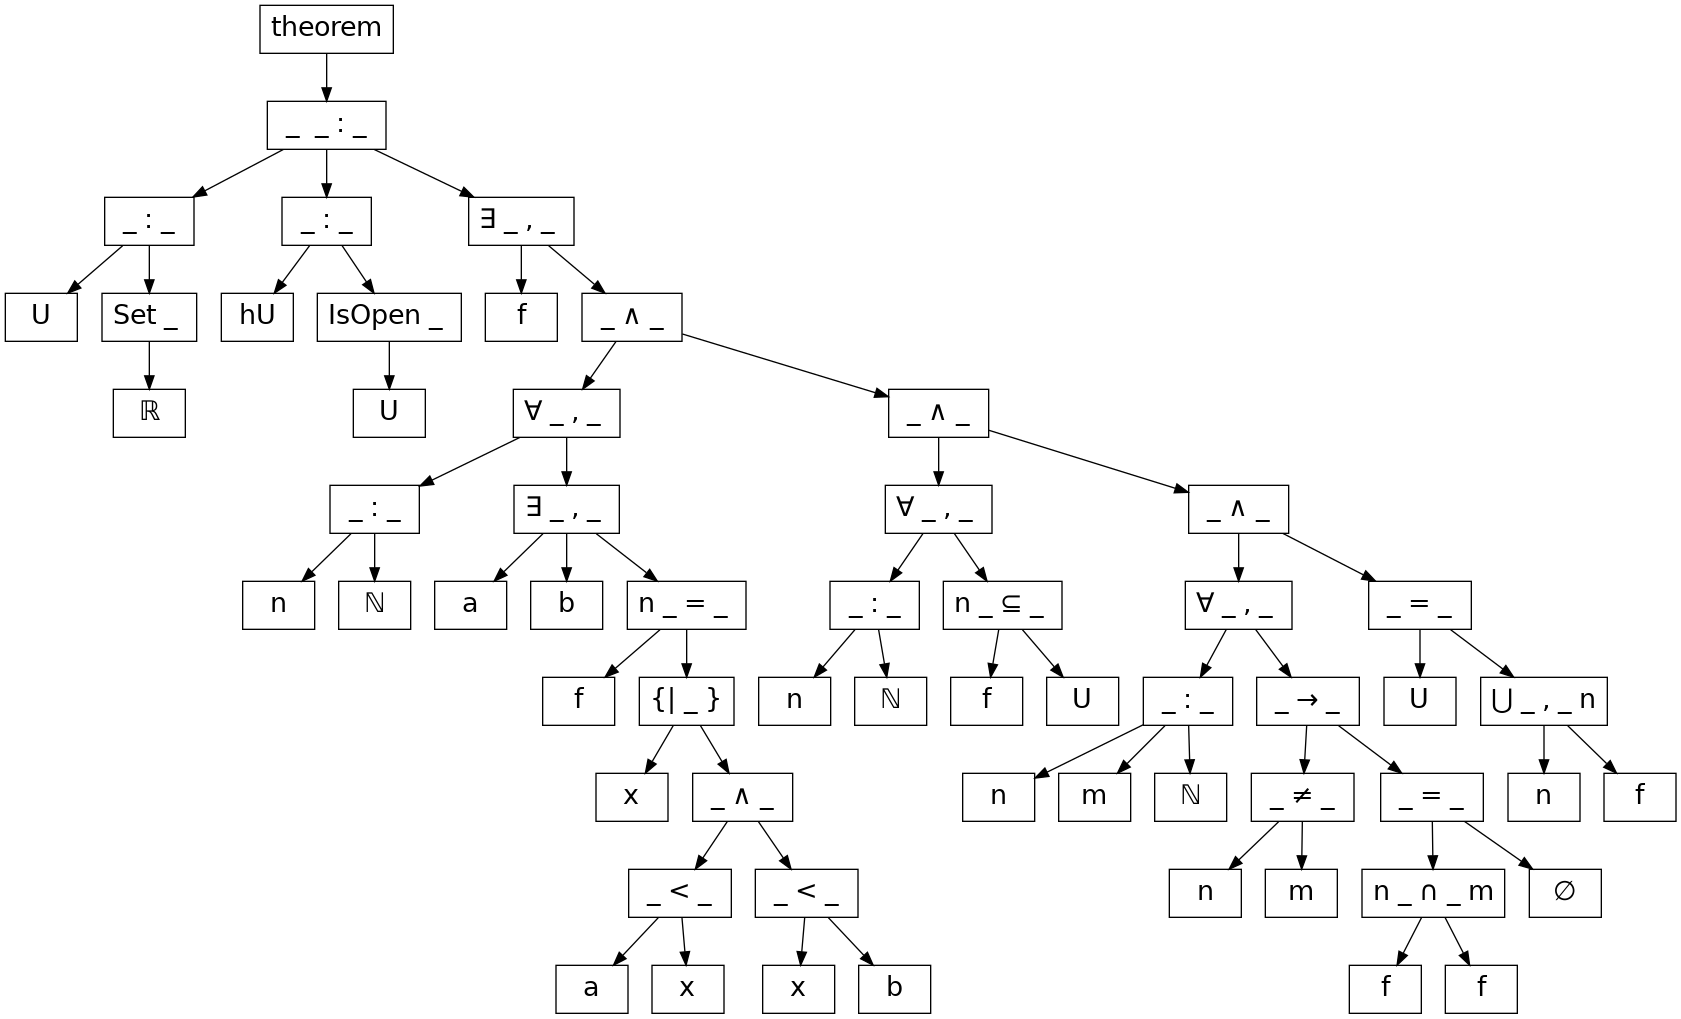 theorem
_ _ : _
_ : _ _ : _ ∃ _ , _
U Set _ hU IsOpen _ f _ ∧ _
ℝ U ∀ _ , _ _ ∧ _
_ : _ ∃ _ , _ ∀ _ , _ _ ∧ _
n ℕ a b n _ = _ _ : _ n _ ⊆ _ ∀ _ , _ _ = _
f {| _ } n ℕ f U _ : _ _ → _ U ⋃ _ , _ n
x _ ∧ _ n m ℕ _ ≠ _ _ = _ n f
_ < _ _ < _ n m n _ ∩ _ m ∅
a x x b f f